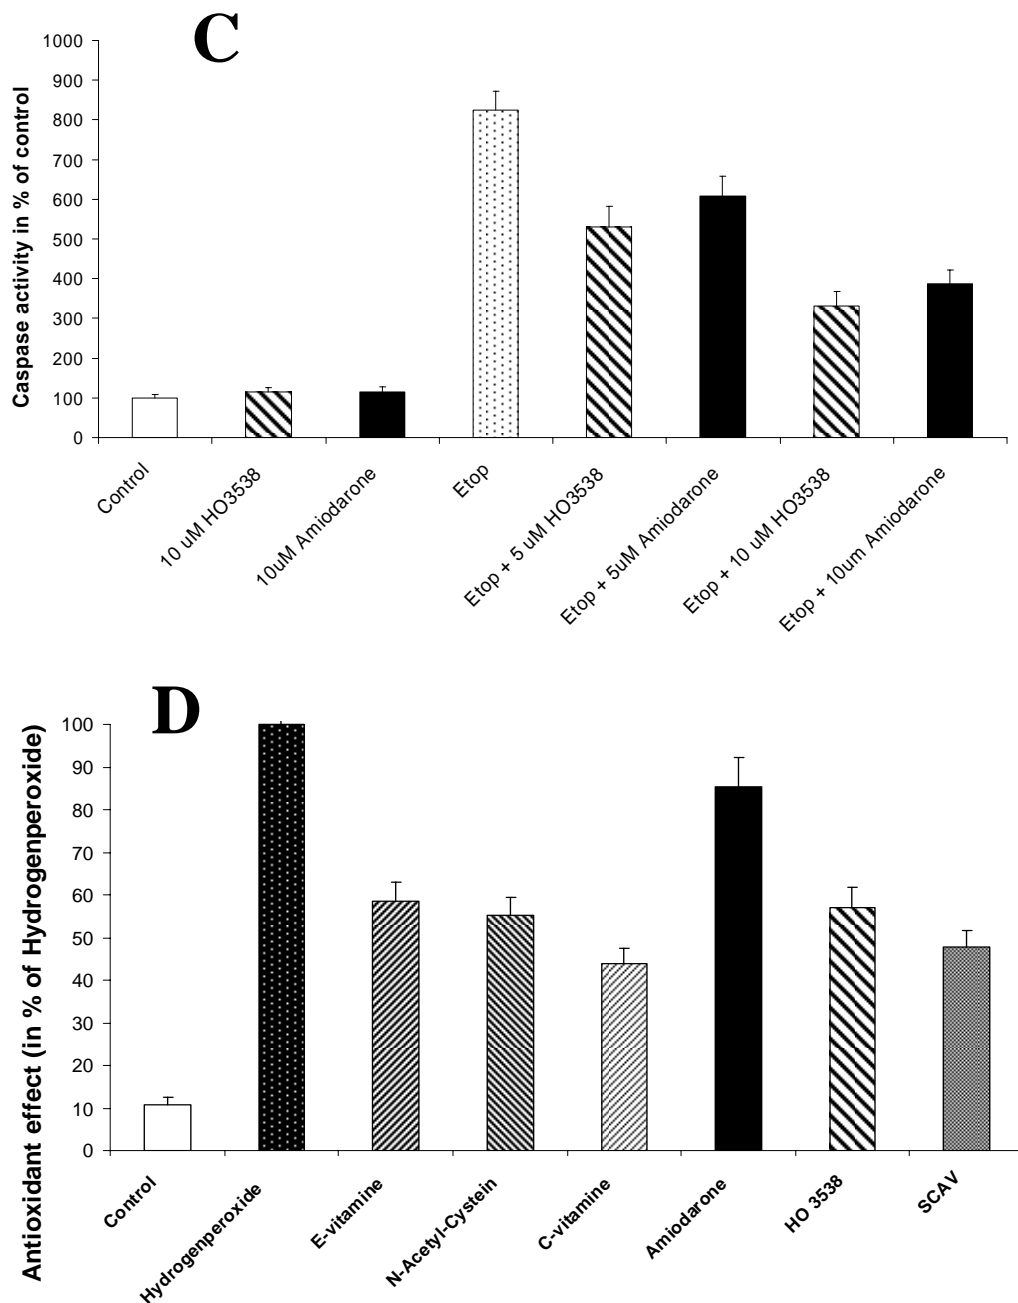 C
Caspase activity in % of control
1000
900
800
700
600
500
400
300
200
100
0
Control
10 uM HO3538
10uM Amiodarone
Etop
Etop + 5 uM HO3538
Etop + 5uM Amiodarone
Etop + 10 uM HO3538
Etop + 10um Amiodarone
D
Antioxidant effect (in % of Hydrogenperoxide)
100
90
80
70
60
50
40
30
20
10
0
Control
Hydrogenperoxide
E-vitamine
N-Acetyl-Cystein
C-vitamine
Amiodarone
HO 3538
SCAV